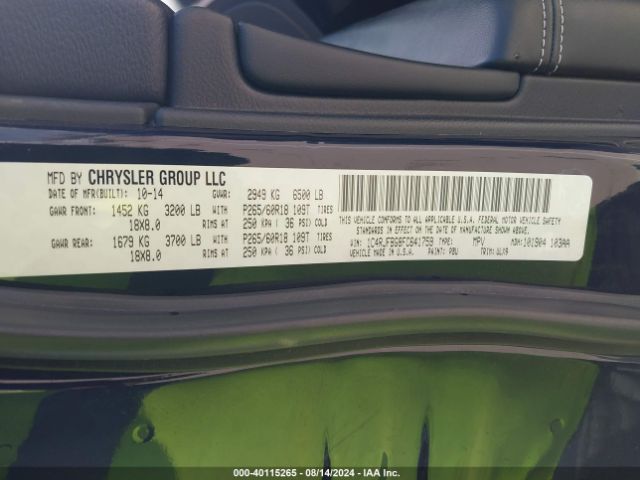 MFD BY CHRYSLER GROUP LLC
DATE OF MFR(BUILT): 10-14 GVWR: 2949 KG 6500 LB
GAWR FRONT: 1452 KG 3200 LB WITH P265/60R18 109T TIRES
18X8.0 RIMS AT 250 KPA ( 36 PSI) COLD
GAWR REAR: 1679 KG 3700 LB WITH P265/60R18 109T TIRES
18X8.0 RIMS AT 250 KPA ( 36 PSI) COLD
THIS VEHICLE CONFORMS TO ALL APPLICABLE U.S.A. FEDERAL MOTOR VEHICLE SAFETY
STANDARDS IN EFFECT ON THE DATE OF MANUFACTURE SHOWN ABOVE.
VIN: 1C4RJFBG8FC641759 TYPE: MPV MDH: 101904 103AA
VEHICLE MADE IN U.S.A. PAINT: PBU TRIM:
000-40115265 - 08/14/2024 - IAA Inc.